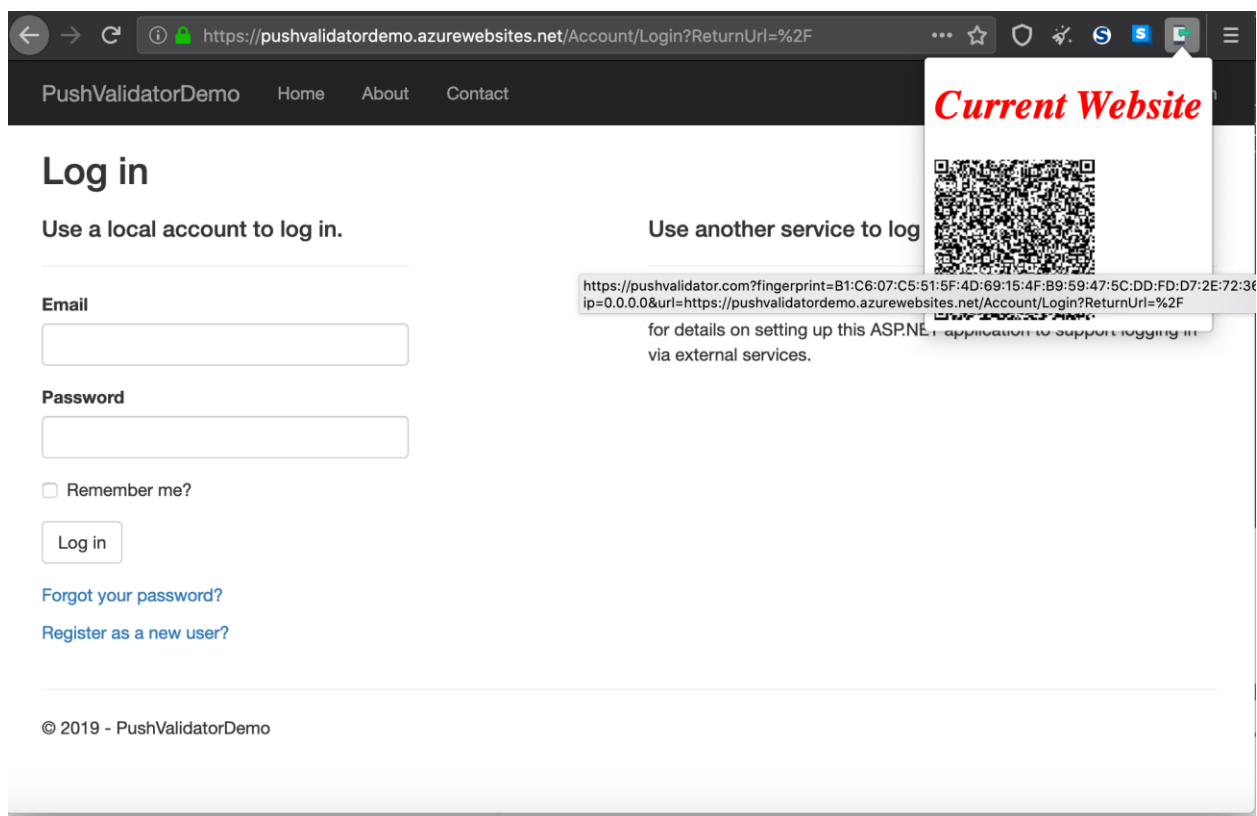 https://pushvalidatordemo.azurewebsites.net/Account/Login?ReturnUrl=%2F
PushValidatorDemo Home About Contact
Current Website
Log in
Use a local account to log in.
Use another service to log
https://pushvalidator.com?fingerprint=B1:C6:07:C5:51:5F:4D:69:15:4F:B9:59:47:5C:DD:FD:D7:2E:72:36
ip=0.0.0.0&url=https://pushvalidatordemo.azurewebsites.net/Account/Login?ReturnUrl=%2F
Email
for details on setting up this ASP.NET application to support logging in
via external services.
Password
Remember me?
Log in
Forgot your password?
Register as a new user?
© 2019 - PushValidatorDemo